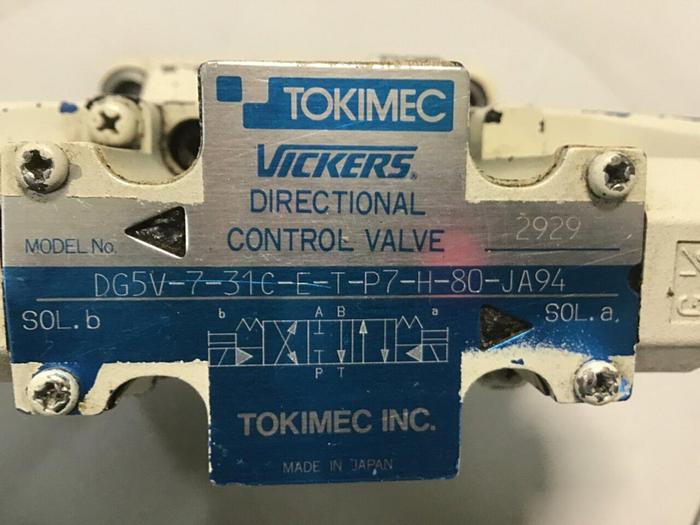 TOKIMEC
VICKERS®
DIRECTIONAL
CONTROL VALVE
2929
MODEL No.
DG5V-7-31C-E-T-P7-H-80-JA94
SOL.b
b
A B
a
SOL.a
P T
TOKIMEC INC.
MADE IN JAPAN